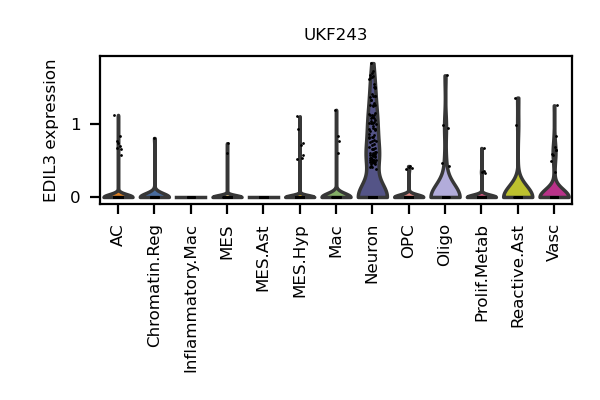 UKF243
EDIL3 expression
1
0
AC
Chromatin.Reg
Inflammatory.Mac
MES
MES.Ast
MES.Hyp
Mac
Neuron
OPC
Oligo
Prolif.Metab
Reactive.Ast
Vasc